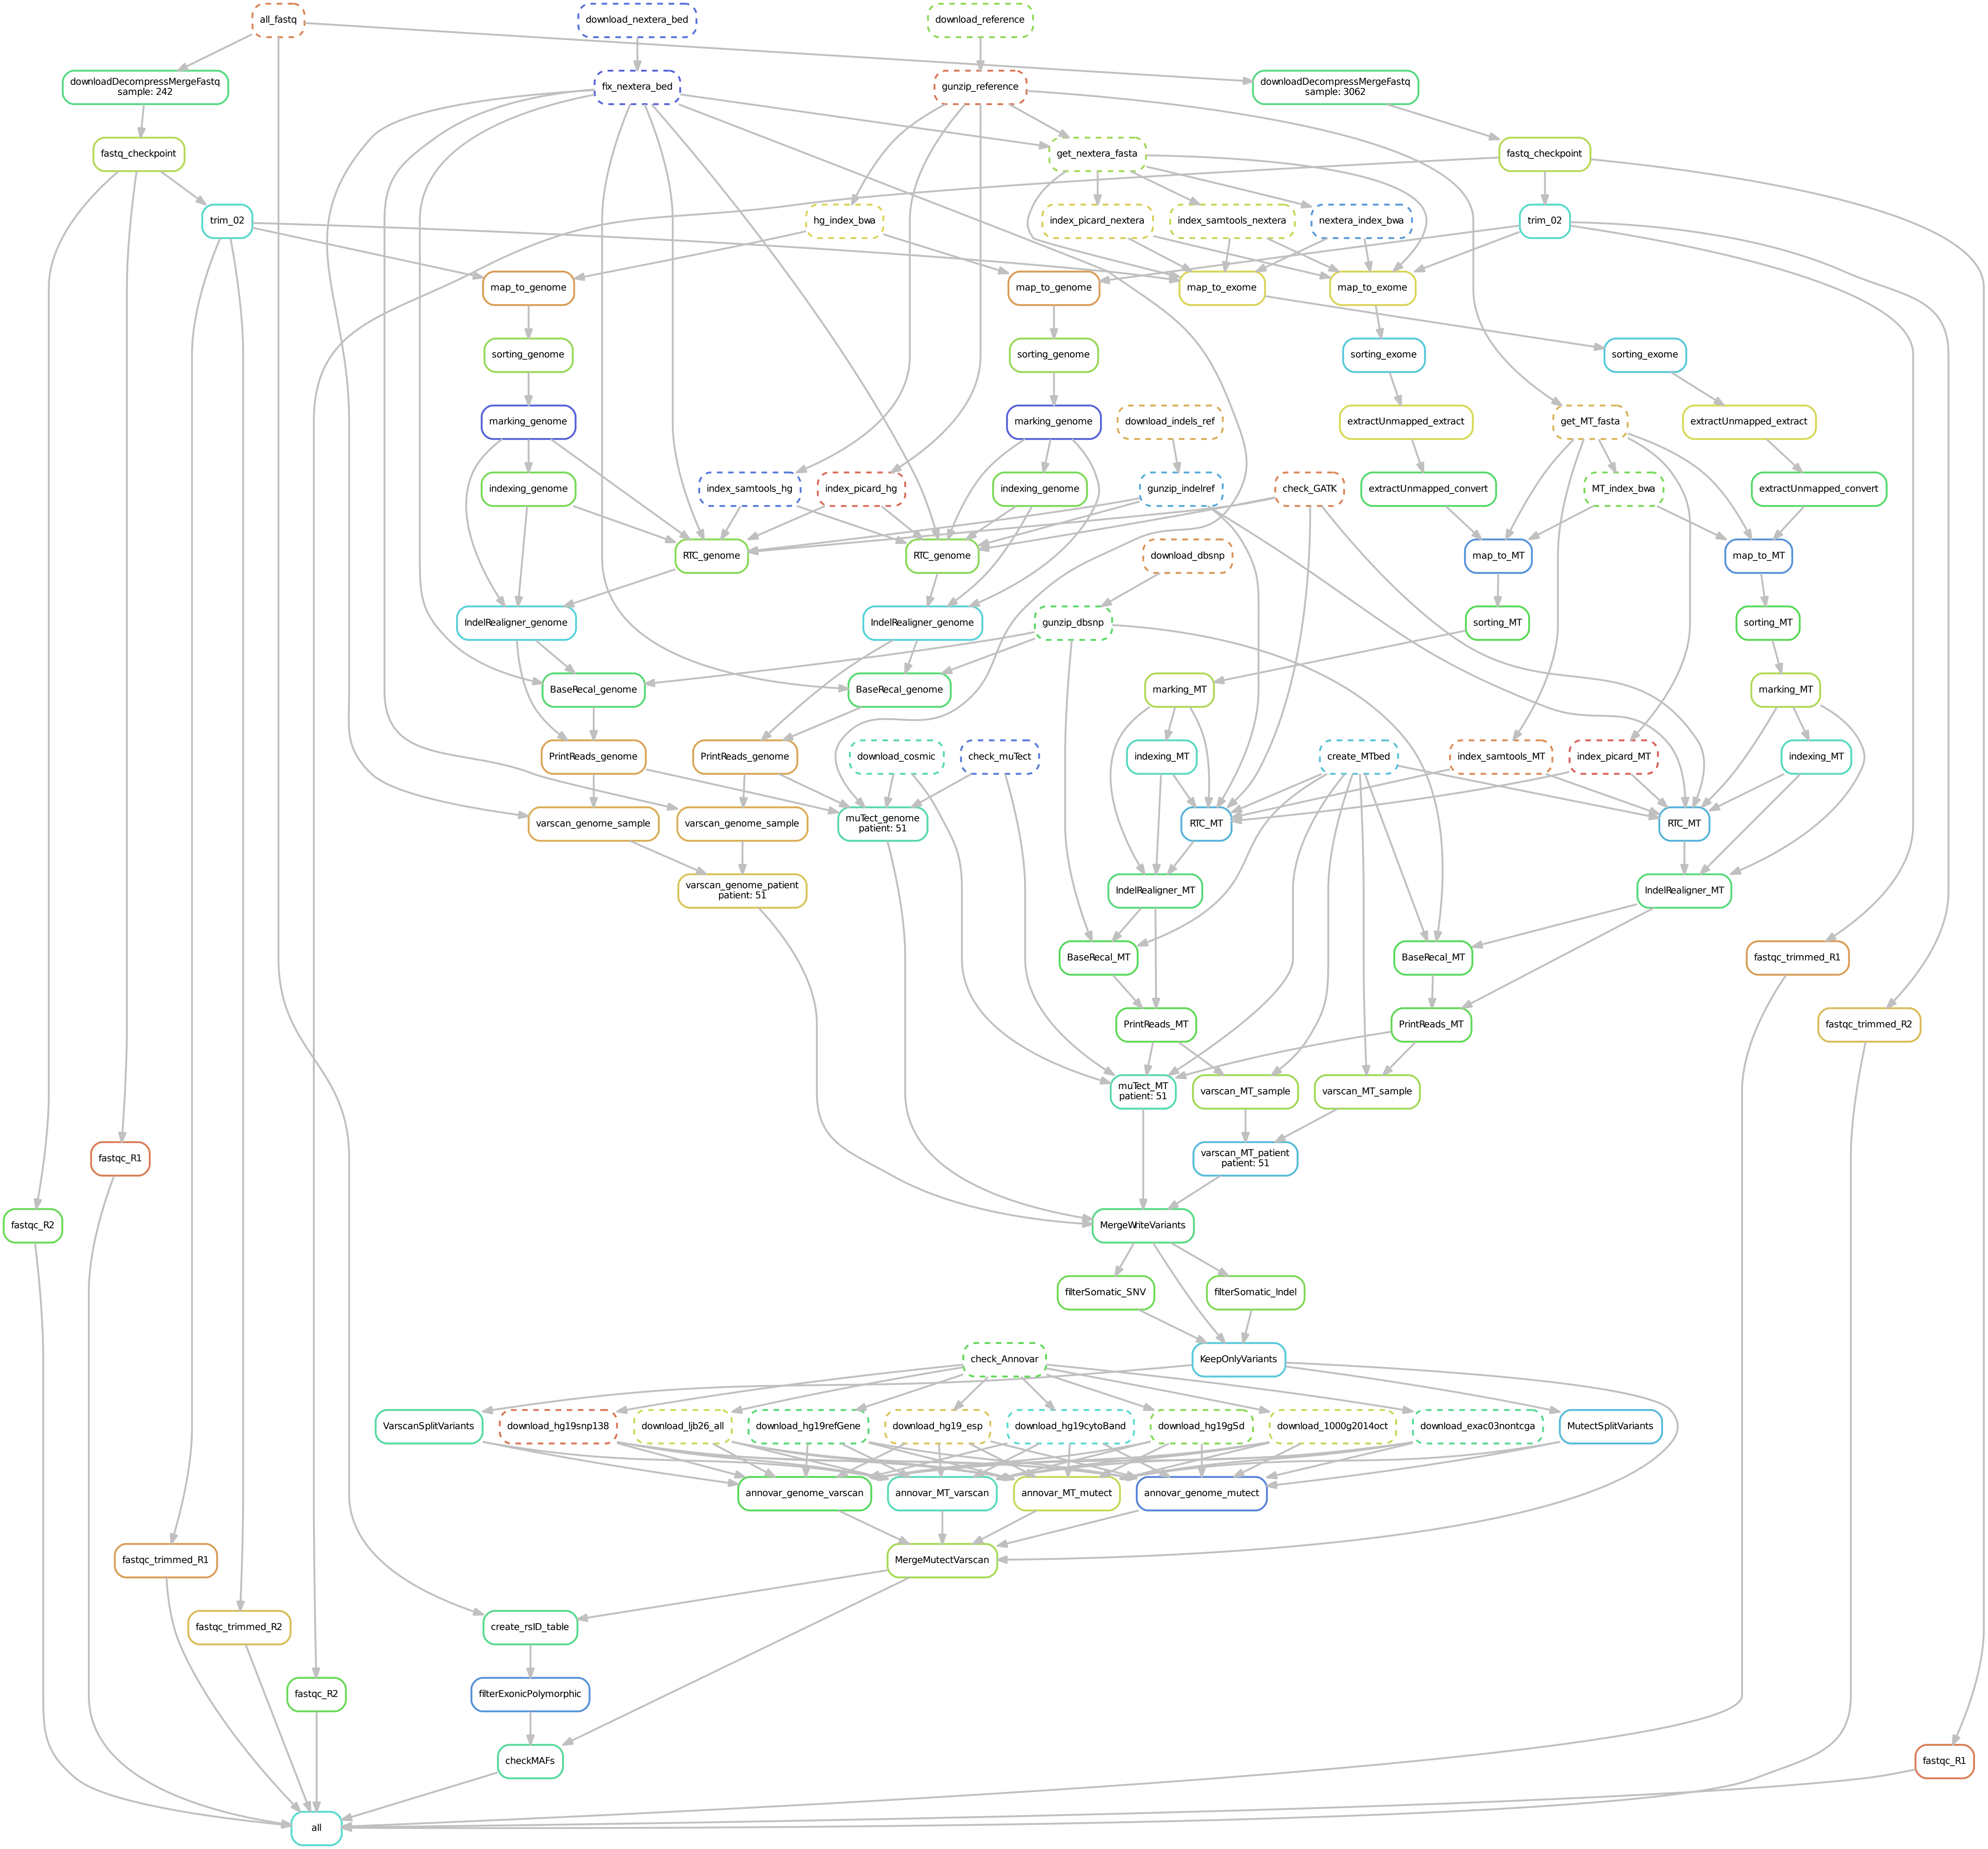 all_fastq
download_nextera_bed
download_reference
downloadDecompressMergeFastq
sample: 242
fix_nextera_bed
gunzip_reference
downloadDecompressMergeFastq
sample: 3062
fastq_checkpoint
get_nextera_fasta
fastq_checkpoint
trim_02
hg_index_bwa
index_picard_nextera
index_samtools_nextera
nextera_index_bwa
trim_02
map_to_genome
map_to_genome
map_to_exome
map_to_exome
sorting_genome
sorting_genome
sorting_exome
sorting_exome
marking_genome
marking_genome
download_indels_ref
extractUnmapped_extract
get_MT_fasta
extractUnmapped_extract
indexing_genome
index_samtools_hg
index_picard_hg
indexing_genome
gunzip_indelref
check_GATK
extractUnmapped_convert
MT_index_bwa
extractUnmapped_convert
RTC_genome
RTC_genome
download_dbsnp
map_to_MT
map_to_MT
IndelRealigner_genome
IndelRealigner_genome
gunzip_dbsnp
sorting_MT
sorting_MT
BaseRecal_genome
BaseRecal_genome
marking_MT
marking_MT
PrintReads_genome
PrintReads_genome
download_cosmic
check_muTect
indexing_MT
create_MTbed
index_samtools_MT
index_picard_MT
indexing_MT
varscan_genome_sample
varscan_genome_sample
muTect_genome
patient: 51
RTC_MT
RTC_MT
varscan_genome_patient
patient: 51
IndelRealigner_MT
IndelRealigner_MT
BaseRecal_MT
BaseRecal_MT
fastqc_trimmed_R1
PrintReads_MT
PrintReads_MT
fastqc_trimmed_R2
muTect_MT
patient: 51
varscan_MT_sample
varscan_MT_sample
fastqc_R1
varscan_MT_patient
patient: 51
fastqc_R2
MergeWriteVariants
filterSomatic_SNV
filterSomatic_Indel
check_Annovar
KeepOnlyVariants
VarscanSplitVariants
download_hg19snp138
download_ljb26_all
download_hg19refGene
download_hg19_esp
download_hg19cytoBand
download_hg19gSd
download_1000g2014oct
download_exac03nontcga
MutectSplitVariants
annovar_genome_varscan
annovar_MT_varscan
annovar_MT_mutect
annovar_genome_mutect
fastqc_trimmed_R1
MergeMutectVarscan
fastqc_trimmed_R2
create_rsID_table
fastqc_R2
filterExonicPolymorphic
checkMAFs
fastqc_R1
all